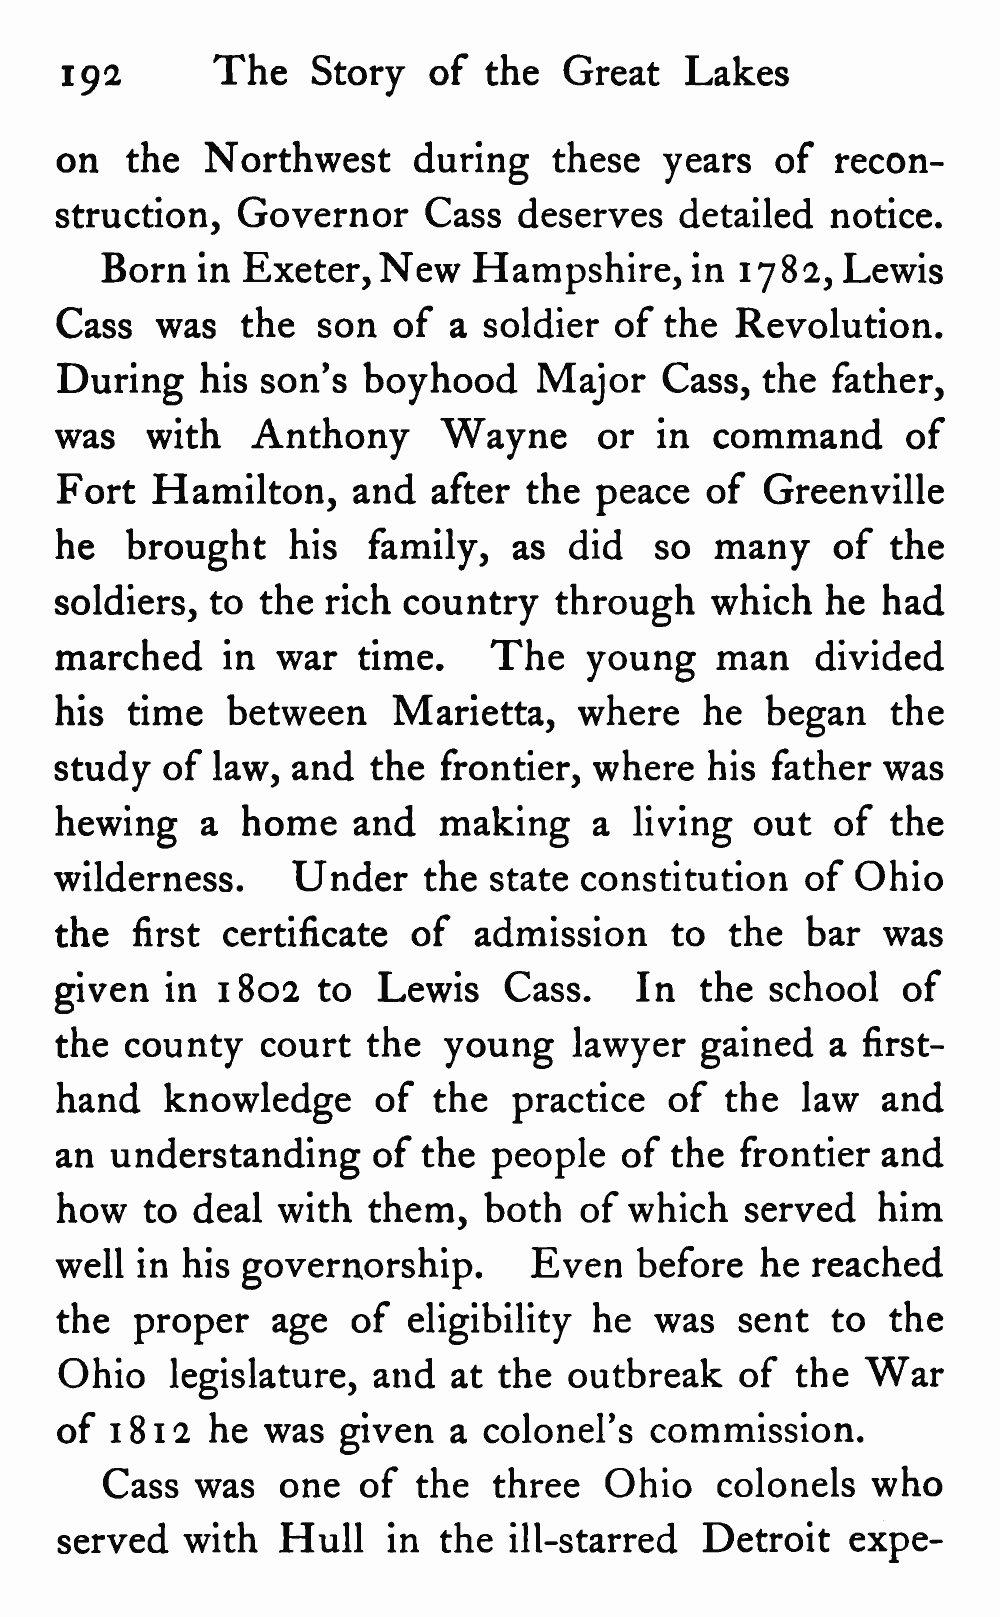 192 The Story of the Great Lakes
on the Northwest during these years of recon-
struction, Governor Cass deserves detailed notice.
Born in Exeter, New Hampshire, in 1782, Lewis
Cass was the son of a soldier of the Revolution.
During his son's boyhood Major Cass, the father,
was with Anthony Wayne or in command of
Fort Hamilton, and after the peace of Greenville
he brought his family, as did so many of the
soldiers, to the rich country through which he had
marched in war time. The young man divided
his time between Marietta, where he began the
study of law, and the frontier, where his father was
hewing a home and making a living out of the
wilderness. Under the state constitution of Ohio
the first certificate of admission to the bar was
given in 1802 to Lewis Cass. In the school of
the county court the young lawyer gained a first-
hand knowledge of the practice of the law and
an understanding of the people of the frontier and
how to deal with them, both of which served him
well in his governorship. Even before he reached
the proper age of eligibility he was sent to the
Ohio legislature, and at the outbreak of the War
of 1812 he was given a colonel's commission.
Cass was one of the three Ohio colonels who
served with Hull in the ill-starred Detroit expe-